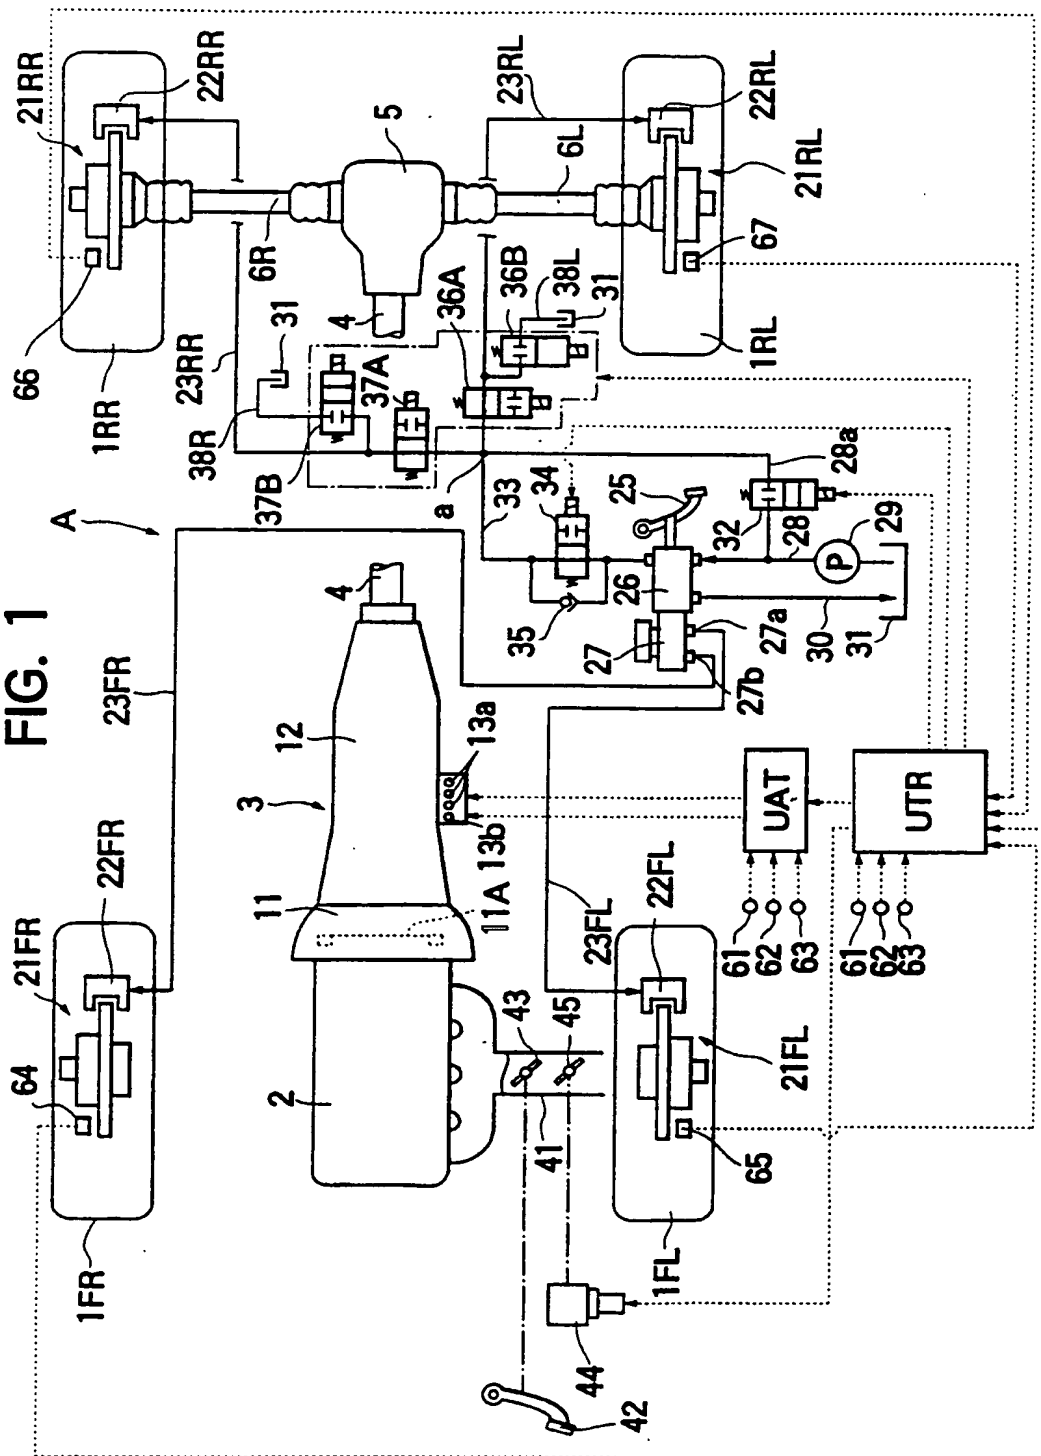 FIG. 1
A
1RR
66
21RR
22RR
23RR
38R
31
37B
37A
6R
4
5
36A
36B
38L
31
23RL
6L
22RL
21RL
67
1RL
a
33
34
35
25
26
27
27a
27b
28
28a
29
P
30
31
32
23FR
3
12
4
13a
13b
11
11A
2
UAT
UTR
61
62
63
61
62
63
1FR
64
21FR
22FR
23FL
22FL
21FL
65
1FL
41
43
45
44
42